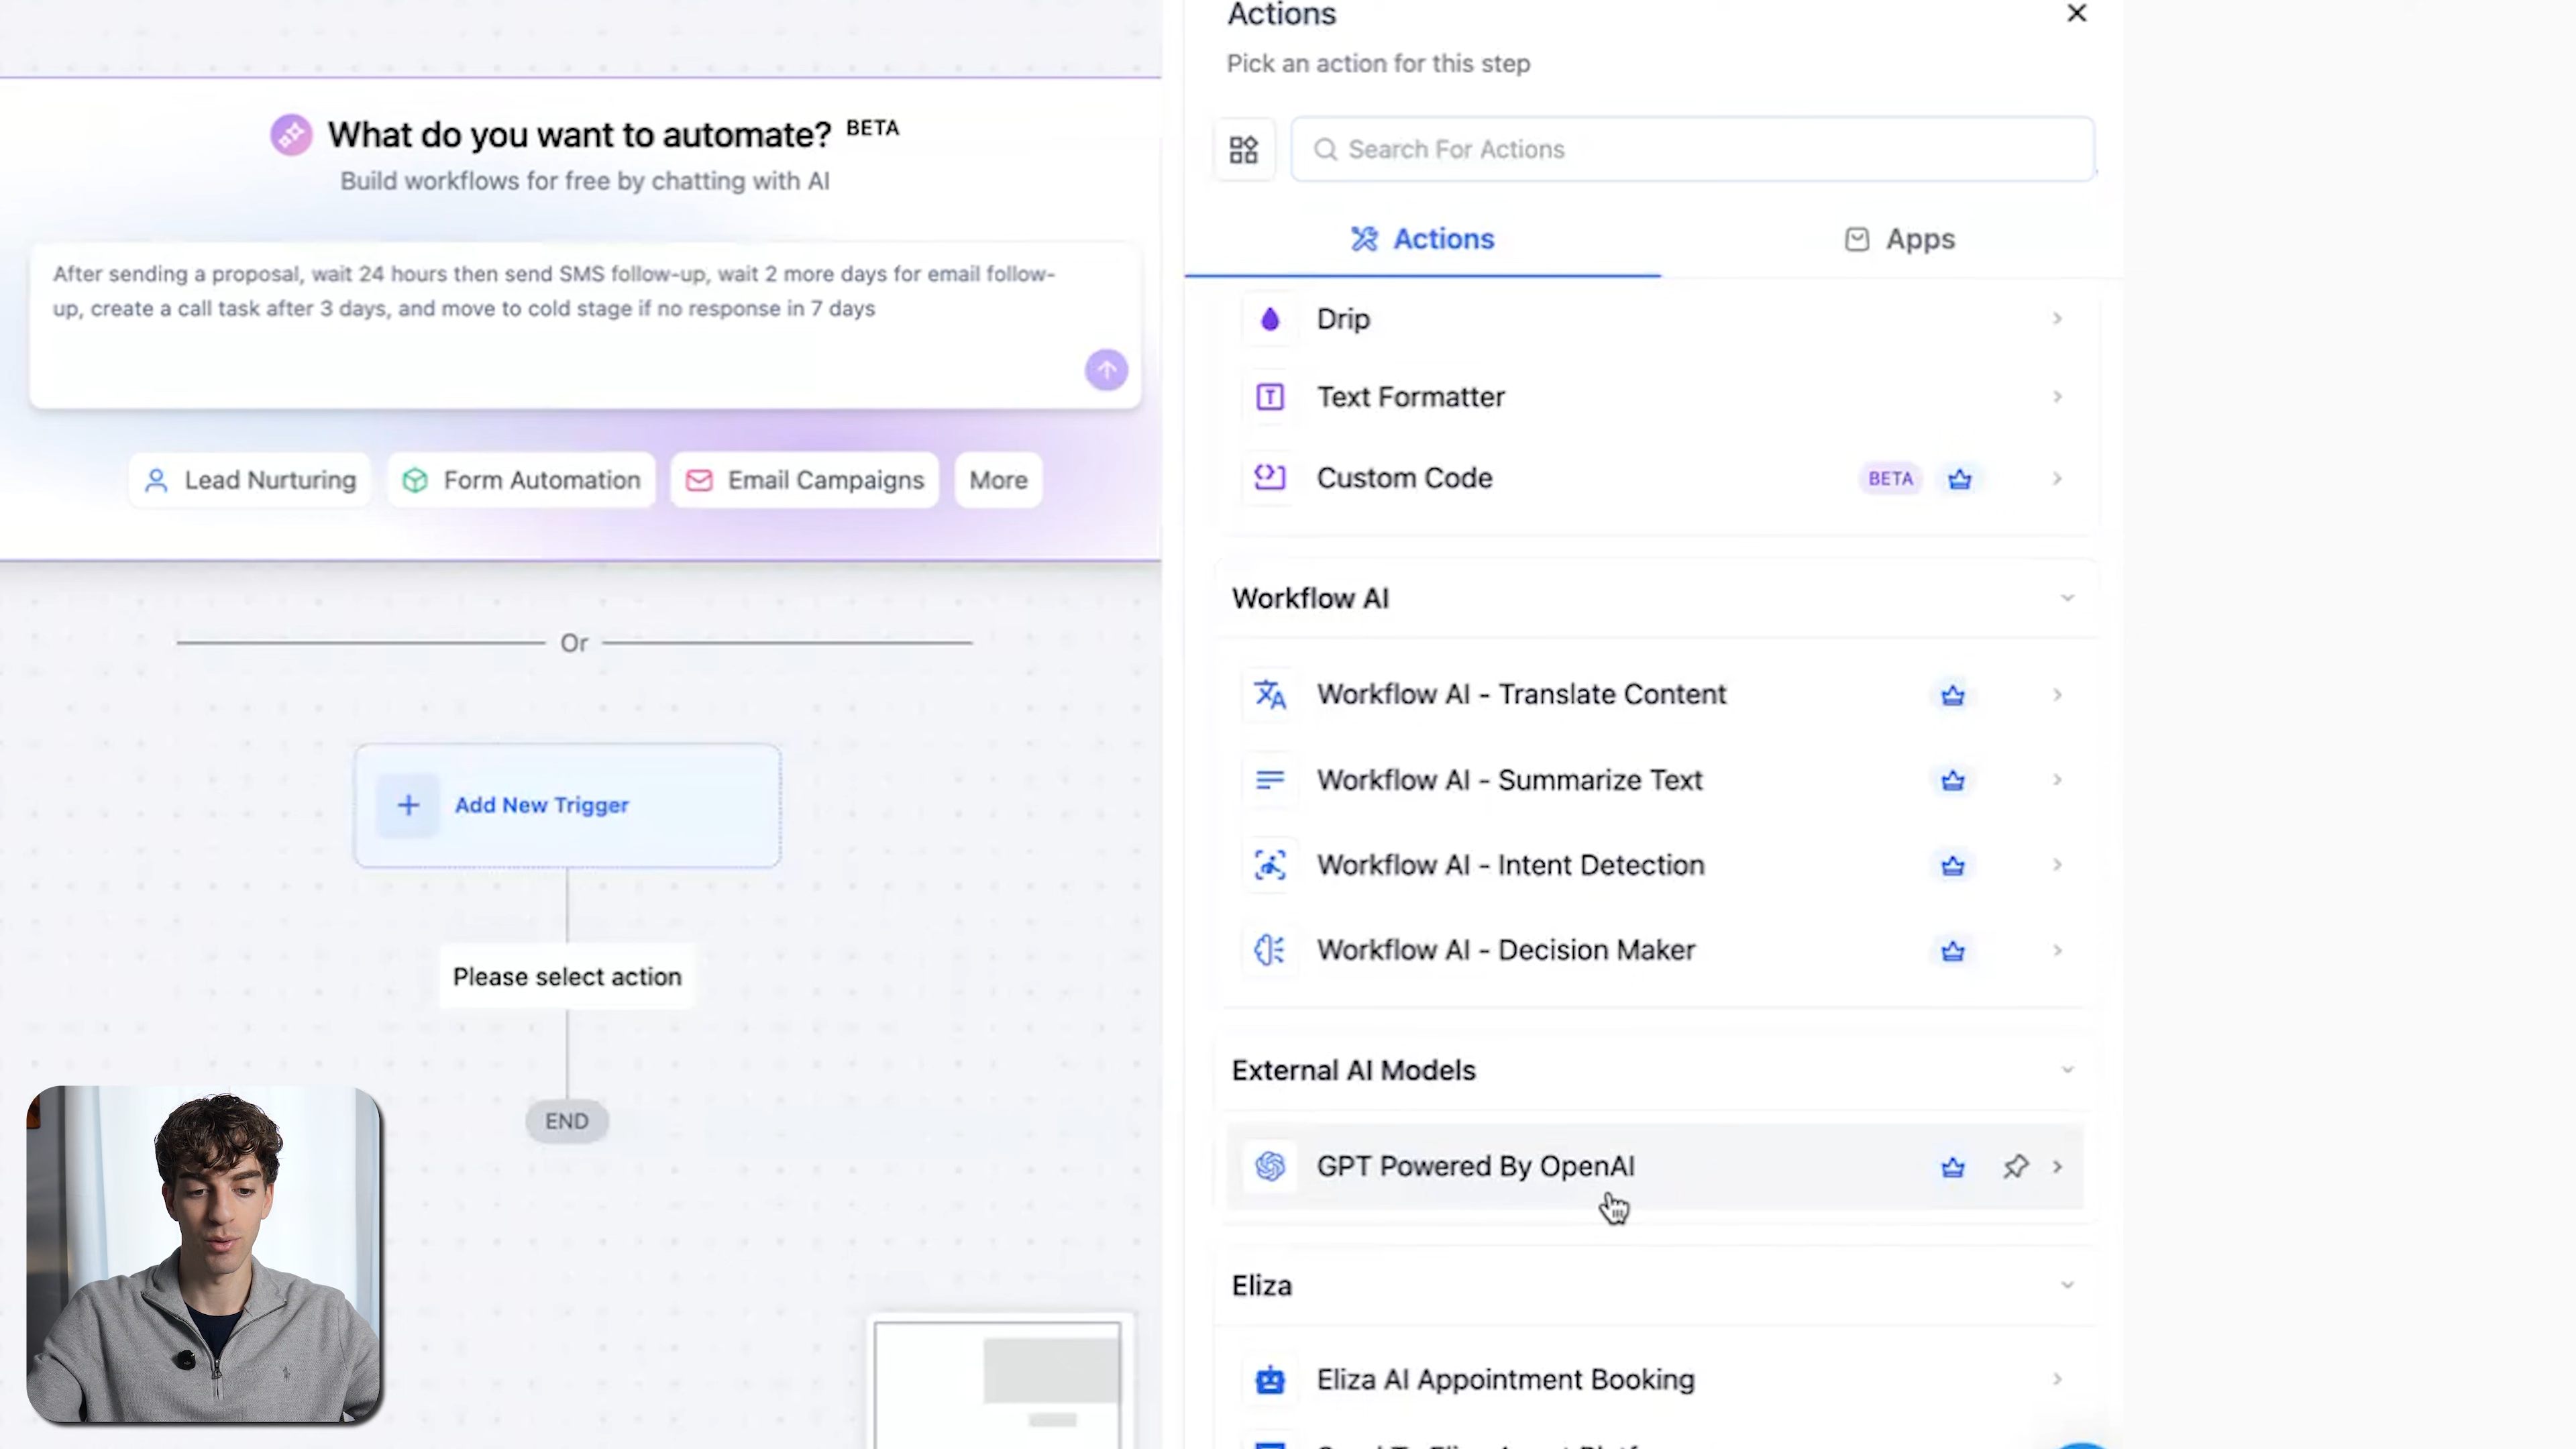 What do you want to automate? BETA
Build workflows for free by chatting with AI
After sending a proposal, wait 24 hours then send SMS follow-up, wait 2 more days for email follow-
up, create a call task after 3 days, and move to cold stage if no response in 7 days
Lead Nurturing
Form Automation
Email Campaigns
More
Or
Add New Trigger
Please select action
END
Actions
Pick an action for this step
Search For Actions
Actions
Apps
Drip
Text Formatter
Custom Code
BETA
Workflow AI
Workflow AI - Translate Content
Workflow AI - Summarize Text
Workflow AI - Intent Detection
Workflow AI - Decision Maker
External AI Models
GPT Powered By OpenAI
Eliza
Eliza AI Appointment Booking